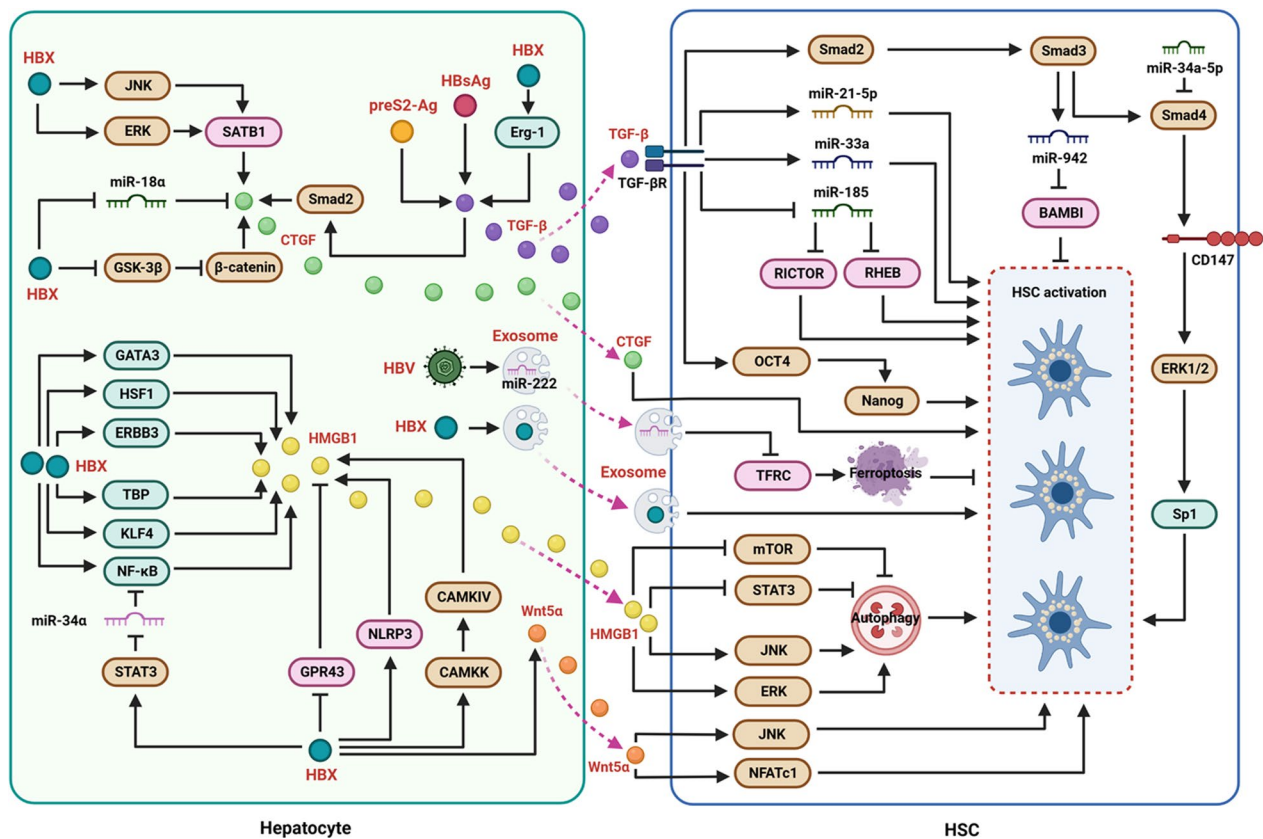 HBX
JNK
ERK
SATB1
miR-18α
HBX
GSK-3β
β-catenin
CTGF
Smad2
preS2-Ag
HBsAg
HBX
Erg-1
TGF-β
GATA3
HSF1
ERBB3
HBX
TBP
KLF4
NF-κB
miR-34α
STAT3
HMGB1
GPR43
NLRP3
CAMKIV
CAMKK
HBX
HBV
Exosome
miR-222
HBX
Wnt5α
Hepatocyte
TGF-β
TGF-βR
Smad2
Smad3
miR-34a-5p
Smad4
miR-21-5p
miR-33a
miR-185
miR-942
BAMBI
RICTOR
RHEB
CD147
HSC activation
CTGF
OCT4
Nanog
ERK1/2
Exosome
TFRC
Ferroptosis
Sp1
HMGB1
mTOR
STAT3
Autophagy
JNK
ERK
Wnt5α
JNK
NFATc1
HSC